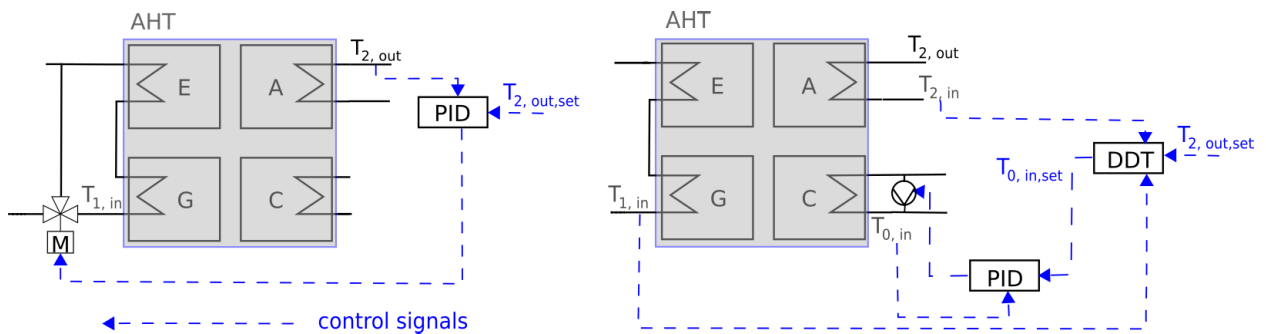 AHT
E
A
T2, out
PID
T2, out,set
G
C
T1, in
M
control signals
AHT
E
A
T2, out
T2, in
DDT
T2, out,set
T0, in,set
G
C
T1, in
T0, in
PID